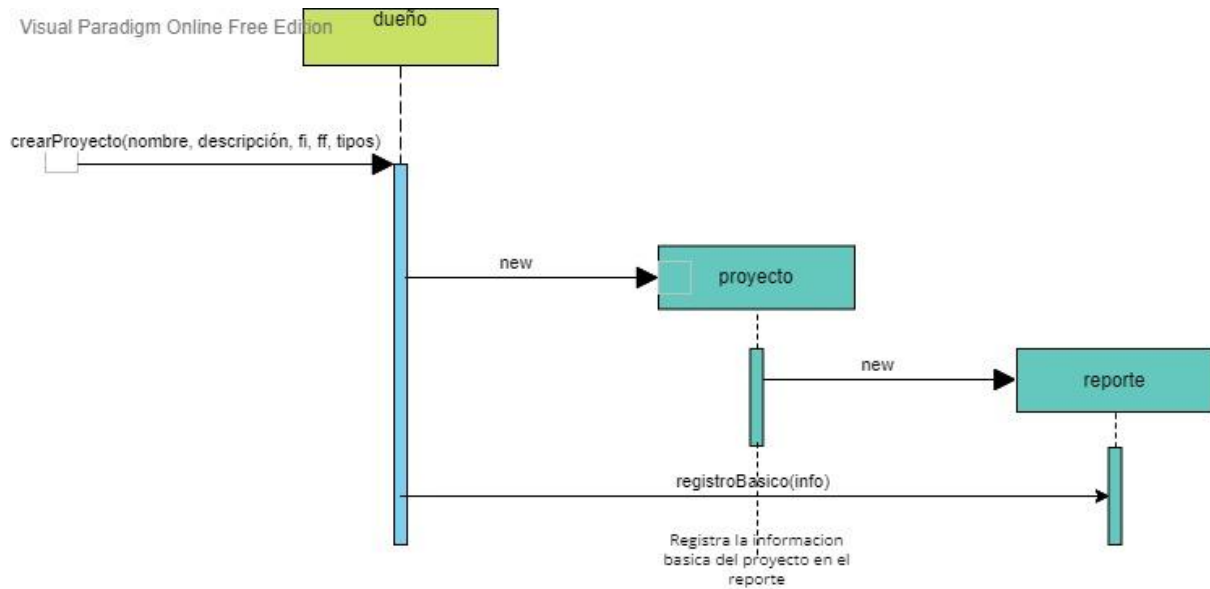 Visual Paradigm Online Free Edition
dueño
crearProyecto(nombre, descripción, fi, ff, tipos)
new
proyecto
new
reporte
registroBasico(info)
Registra la informacion
basica del proyecto en el
reporte